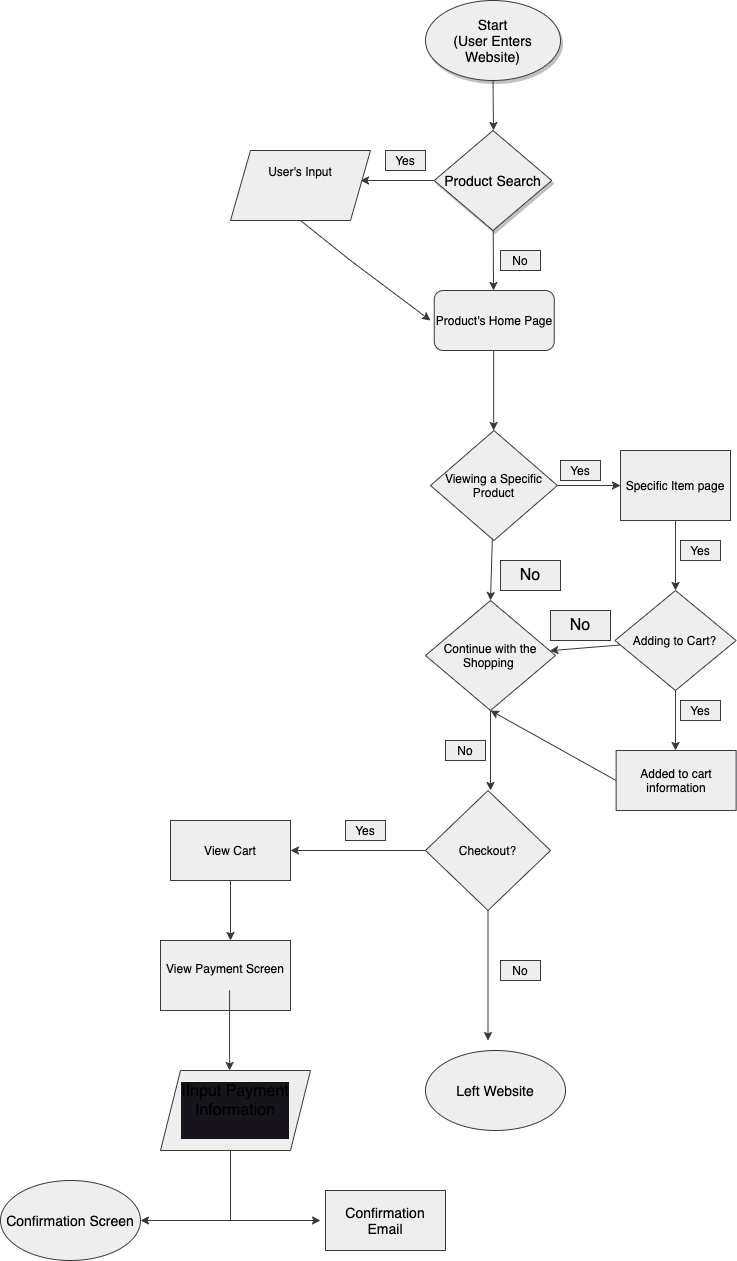 Start
(User Enters
Website)
Yes
User's Input
Product Search
No
Product's Home Page
Viewing a Specific
Product
Yes
Specific Item page
Yes
No
No
Adding to Cart?
Continue with the
Shopping
Yes
No
Added to cart
information
Yes
View Cart
Checkout?
View Payment Screen
No
IInput Payment
Information
Left Website
Confirmation Screen
Confirmation
Email